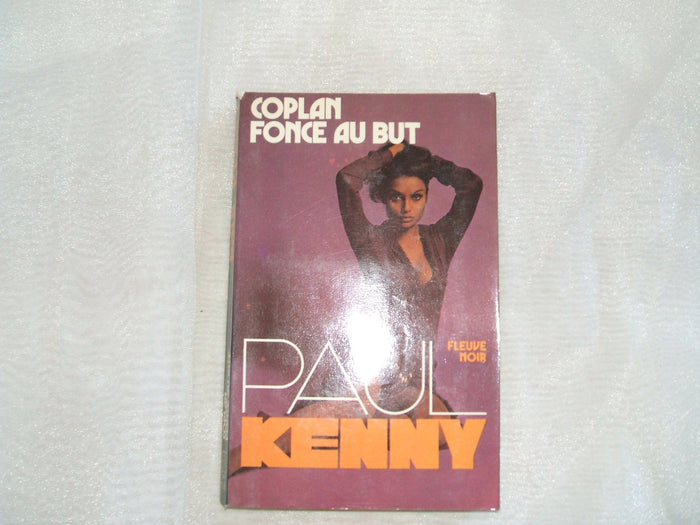 COPLAN
FONCE AU BUT
PAUL
FLEUVE
NOIR
KENNY